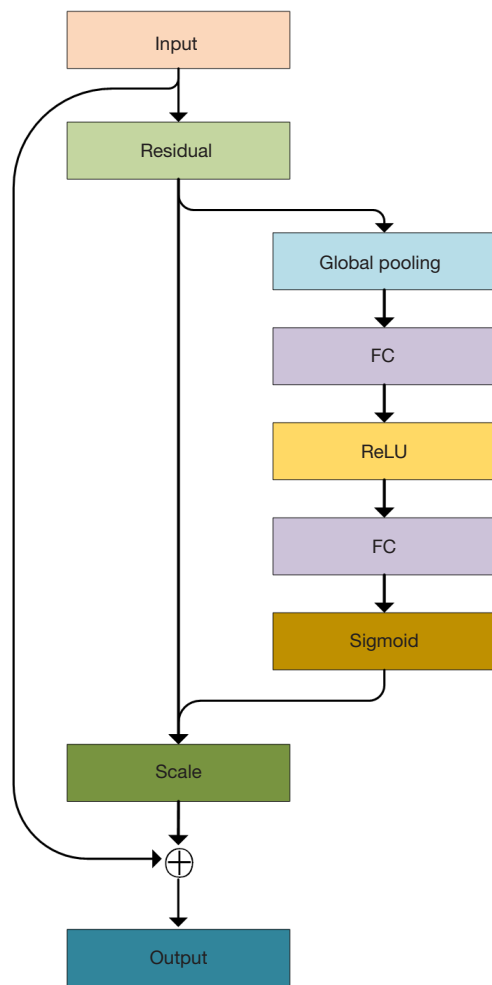 Input
Residual
Global pooling
FC
ReLU
FC
Sigmoid
Scale
Output